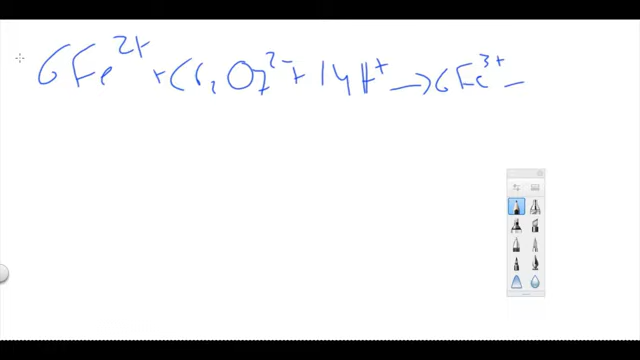 6Fe²⁺ + Cr₂O₇²⁻ + 14H⁺ → 6Fe³⁺ –